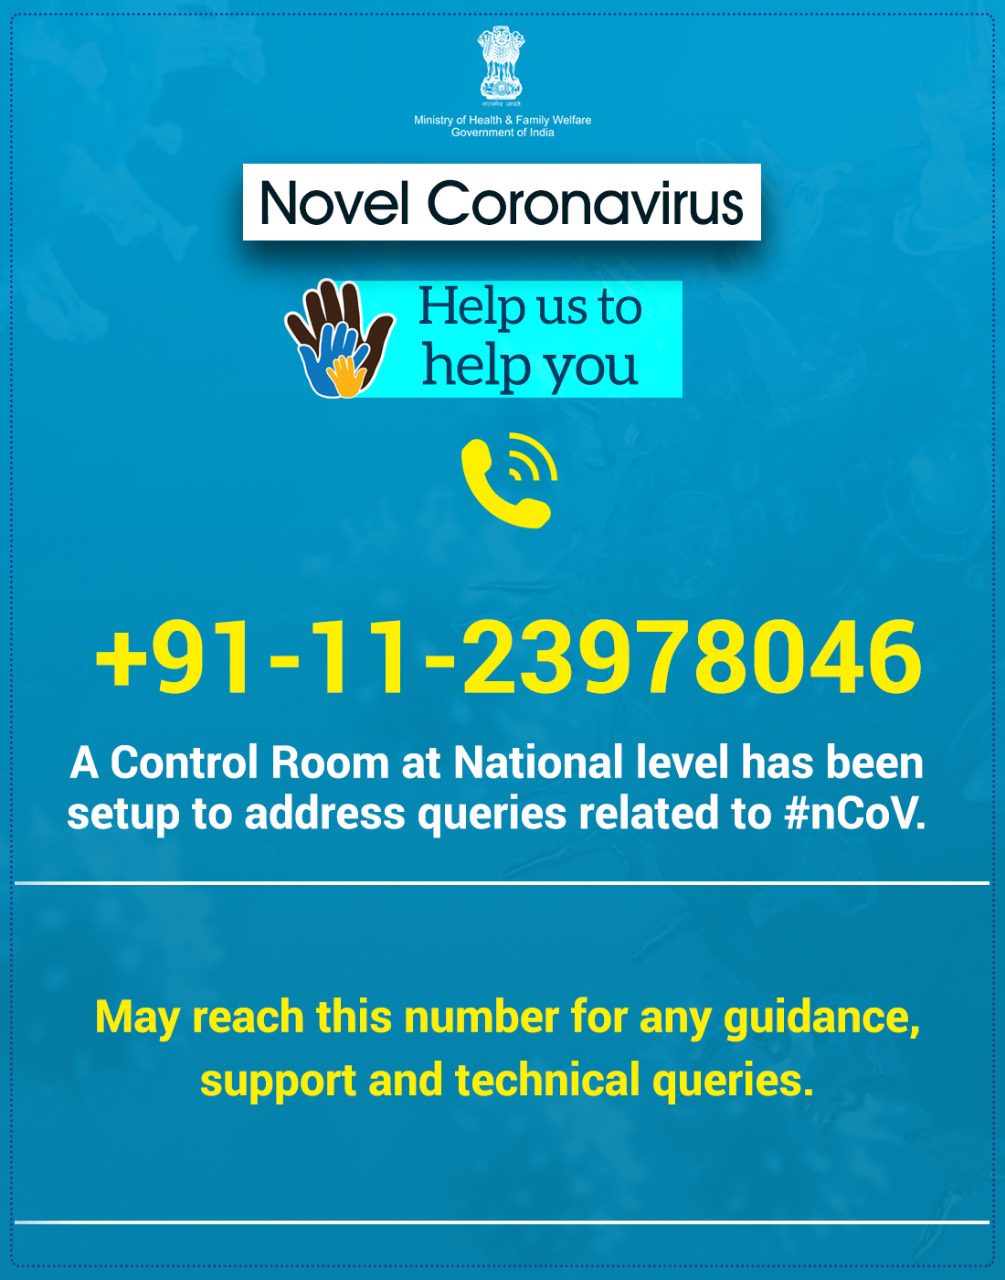 सत्यमेव जयते
Ministry of Health & Family Welfare
Government of India
Novel Coronavirus
Help us to
help you
+91-11-23978046
A Control Room at National level has been
setup to address queries related to #nCoV.
May reach this number for any guidance,
support and technical queries.